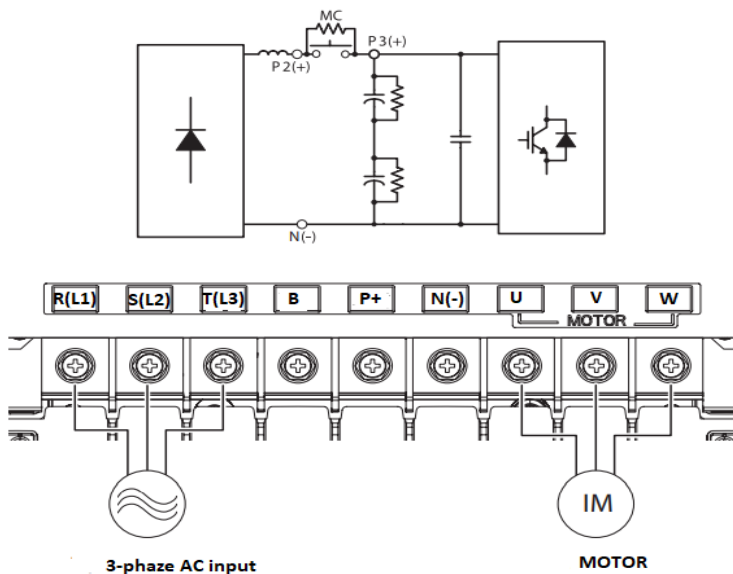 MC
P2(+)
P3(+)
N(-)
R(L1) S(L2) T(L3) B P+ N(-) U V W
MOTOR
IM
3-phaze AC input
MOTOR